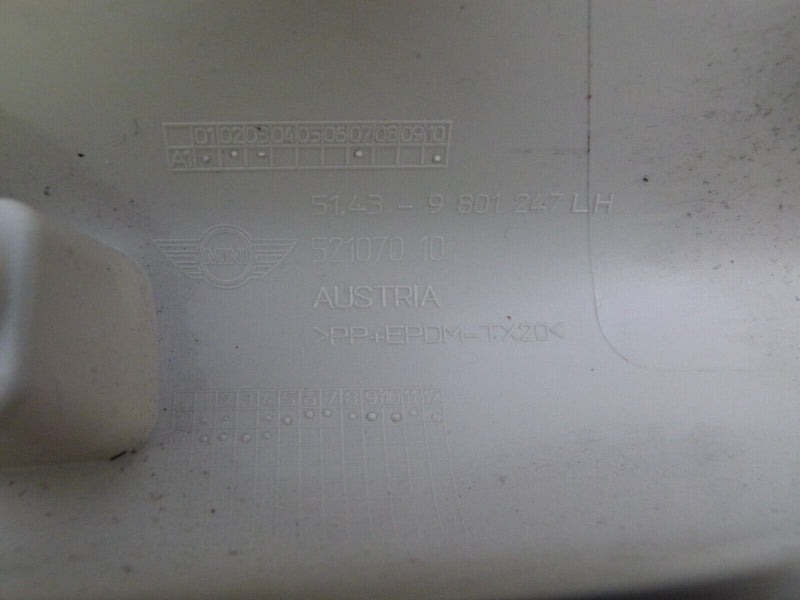 01 02 03 04 05 06 07 08 09 10
A1
51.43 - 9 801 247 LH
MINI
521070 10
AUSTRIA
>PP+EPDM-TX20<
1 2 3 4 5 6 7 8 9 10 11 12